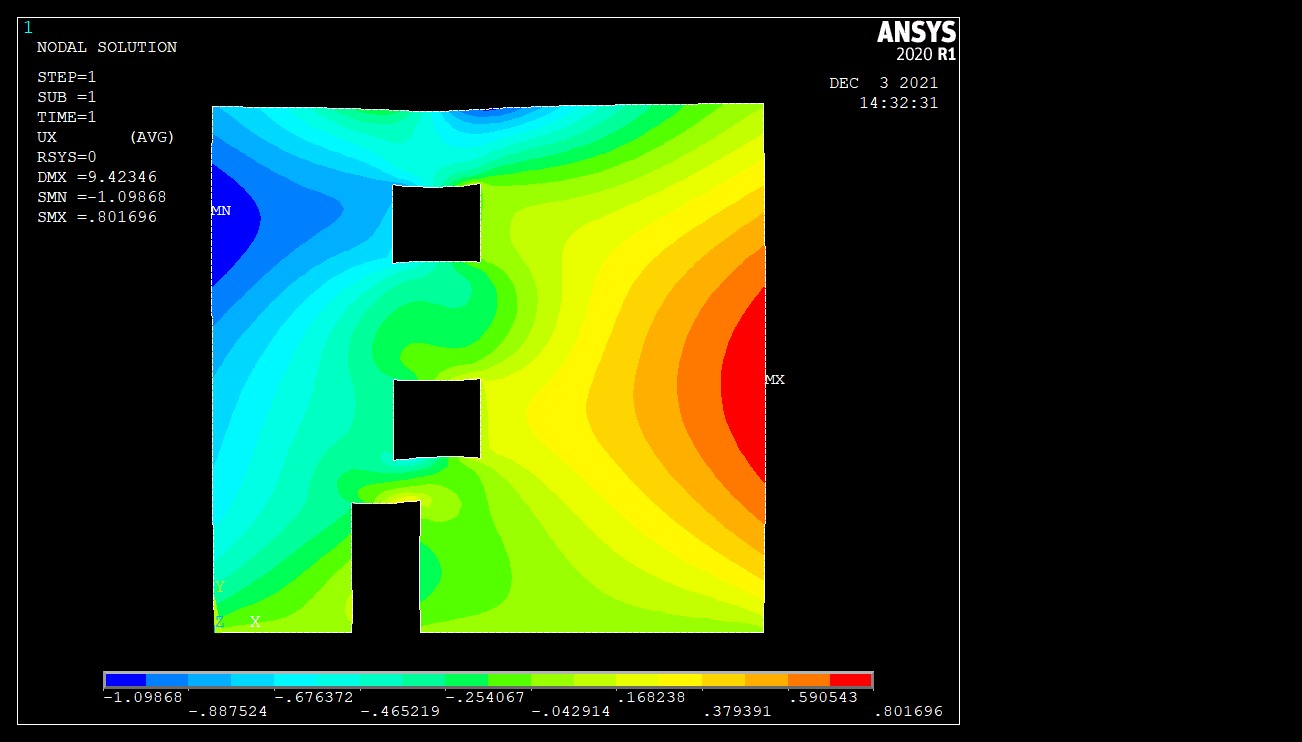 1
NODAL SOLUTION
STEP=1
SUB =1
TIME=1
UX (AVG)
RSYS=0
DMX =9.42346
SMN =-1.09868
SMX =.801696
ANSYS
2020 R1
DEC 3 2021
14:32:31
MN
MX
Y
Z X
-1.09868 -.676372 -.254067 .168238 .590543
-.887524 -.465219 -.042914 .379391 .801696